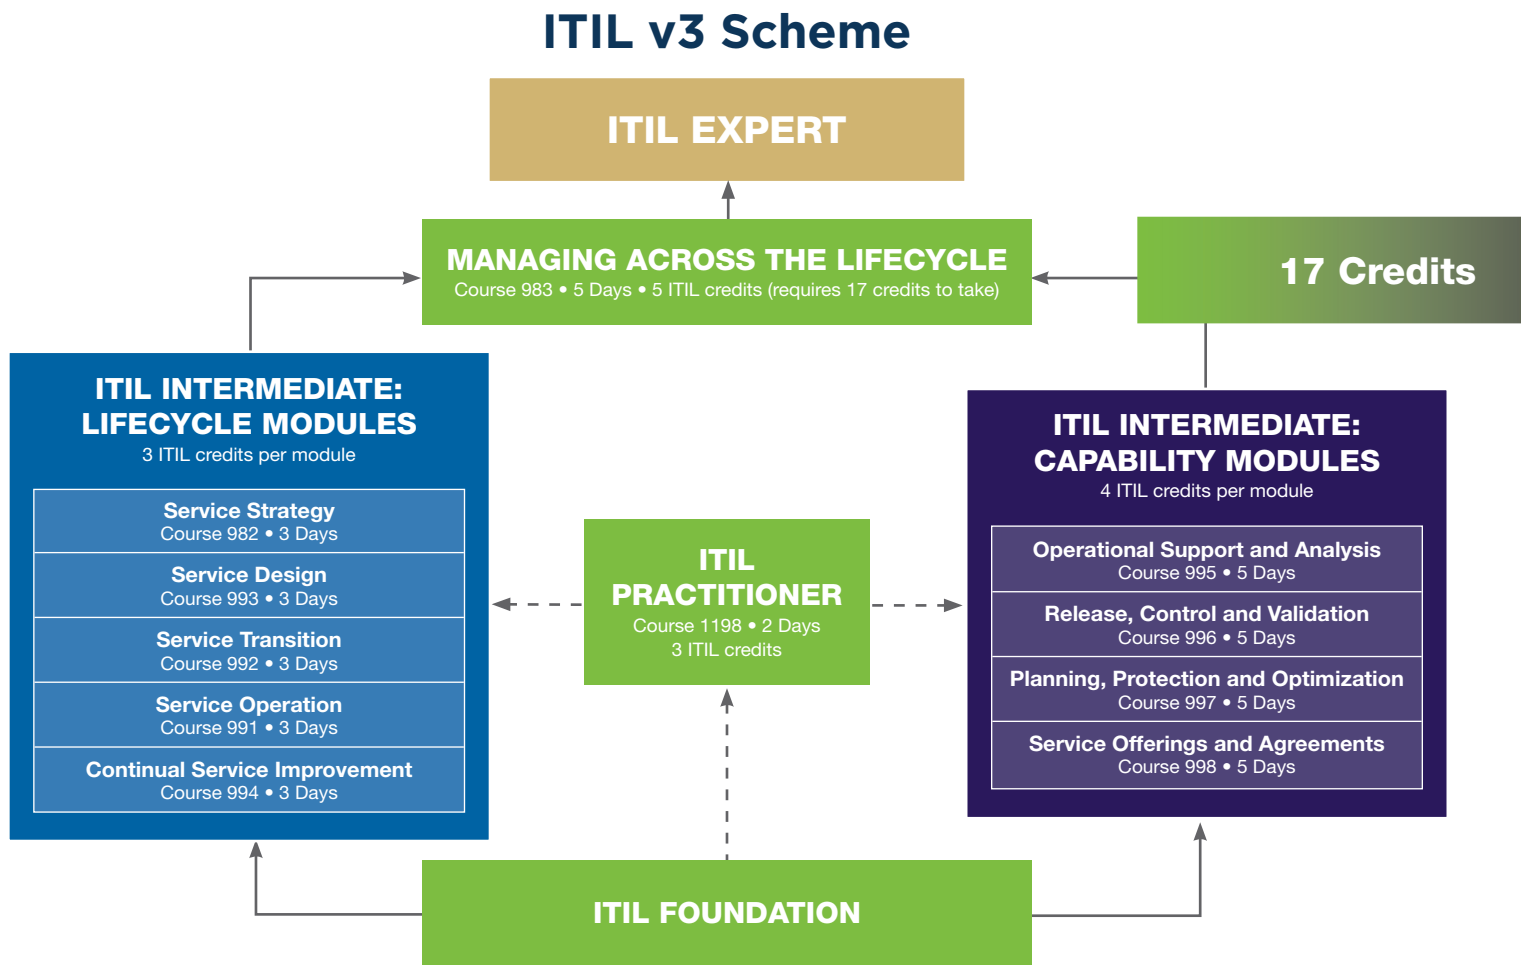 ITIL v3 Scheme
ITIL EXPERT
MANAGING ACROSS THE LIFECYCLE
Course 983 • 5 Days • 5 ITIL credits (requires 17 credits to take)
17 Credits
ITIL INTERMEDIATE:
LIFECYCLE MODULES
3 ITIL credits per module
Service Strategy
Course 982 • 3 Days
Service Design
Course 993 • 3 Days
Service Transition
Course 992 • 3 Days
Service Operation
Course 991 • 3 Days
Continual Service Improvement
Course 994 • 3 Days
ITIL
PRACTITIONER
Course 1198 • 2 Days
3 ITIL credits
ITIL INTERMEDIATE:
CAPABILITY MODULES
4 ITIL credits per module
Operational Support and Analysis
Course 995 • 5 Days
Release, Control and Validation
Course 996 • 5 Days
Planning, Protection and Optimization
Course 997 • 5 Days
Service Offerings and Agreements
Course 998 • 5 Days
ITIL FOUNDATION